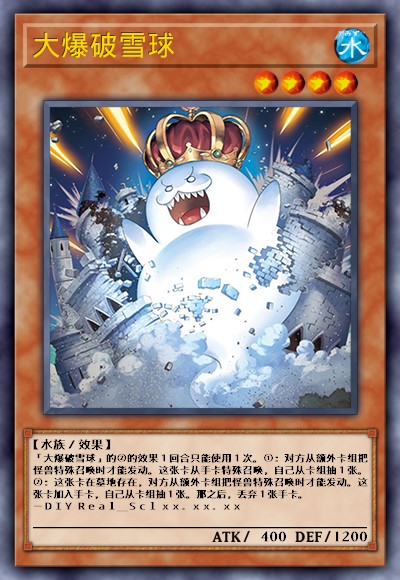 大爆破雪球
水
【水族／效果】
「大爆破雪球」的②的效果１回合只能使用１次。①：对方从额外卡组把
怪兽特殊召唤时才能发动。这张卡从手卡特殊召唤，自己从卡组抽１张。
②：这张卡在墓地存在，对方从额外卡组把怪兽特殊召唤时才能发动。这张
卡加入手卡，自己从卡组抽１张。那之后，丢弃１张手卡。
－ＤＩＹ Ｒｅａｌ＿Ｓｃｌ ｘｘ．ｘｘ．ｘｘ
ATK/ 400 DEF/1200